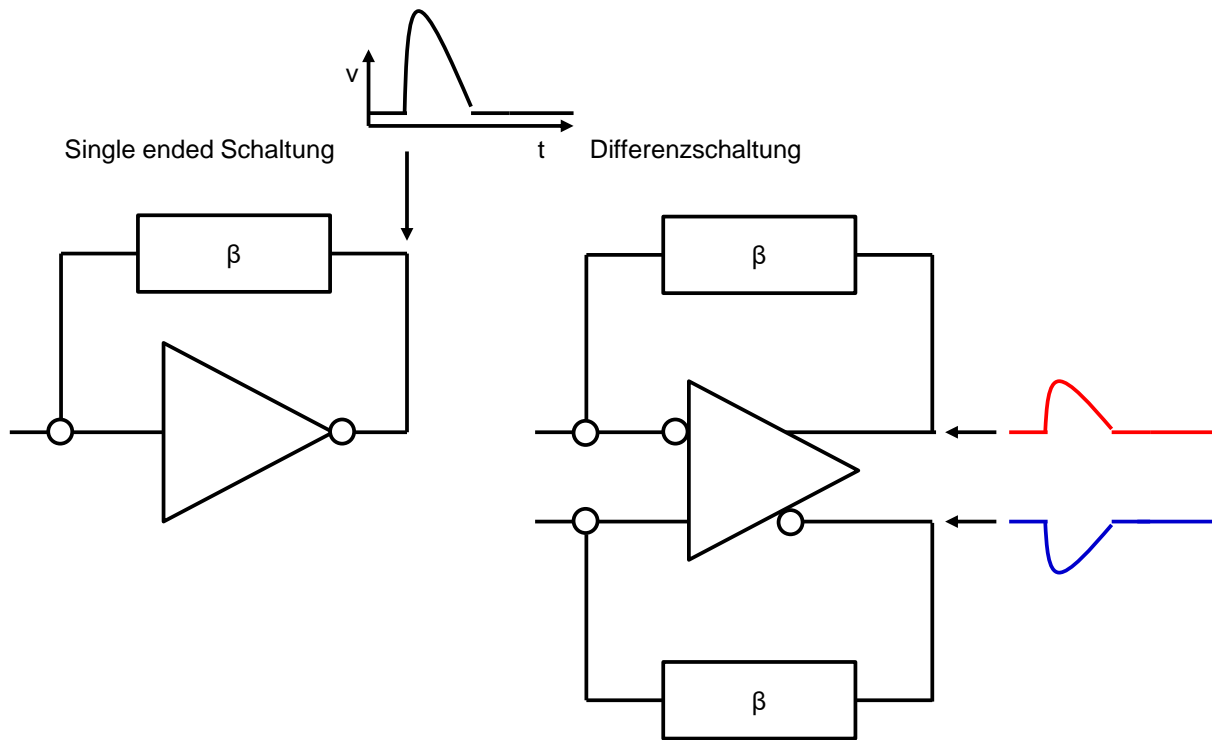 v
Single ended Schaltung
t
Differenzschaltung
β
β
β